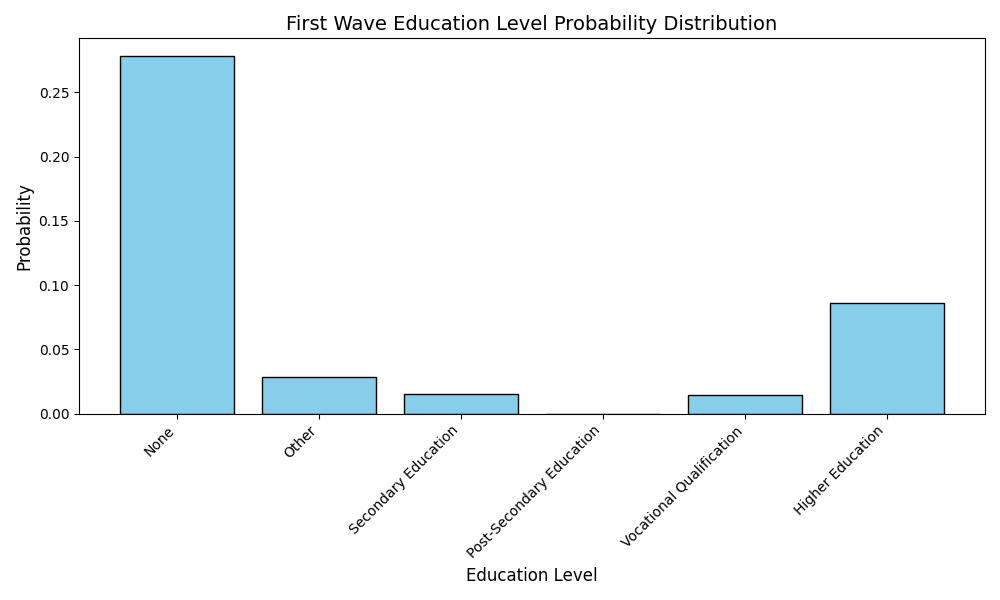 First Wave Education Level Probability Distribution
Probability
0.25
0.20
0.15
0.10
0.05
0.00
None
Other
Secondary Education
Post-Secondary Education
Vocational Qualification
Higher Education
Education Level